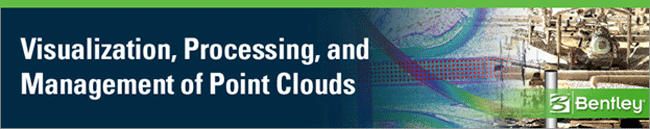 Visualization, Processing, and
Management of Point Clouds
Bentley